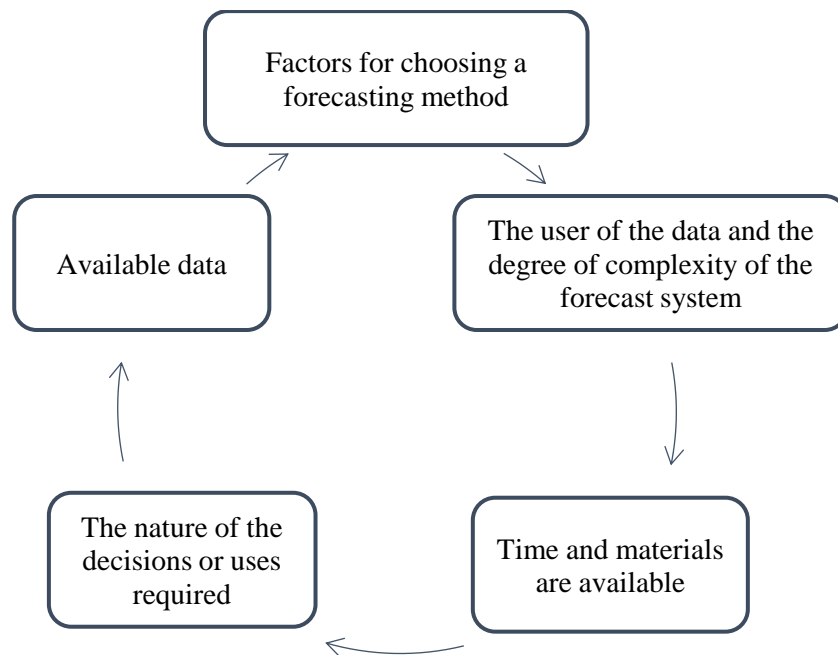 Factors for choosing a
forecasting method
The user of the data and the
degree of complexity of the
forecast system
Time and materials
are available
The nature of the
decisions or uses
required
Available data